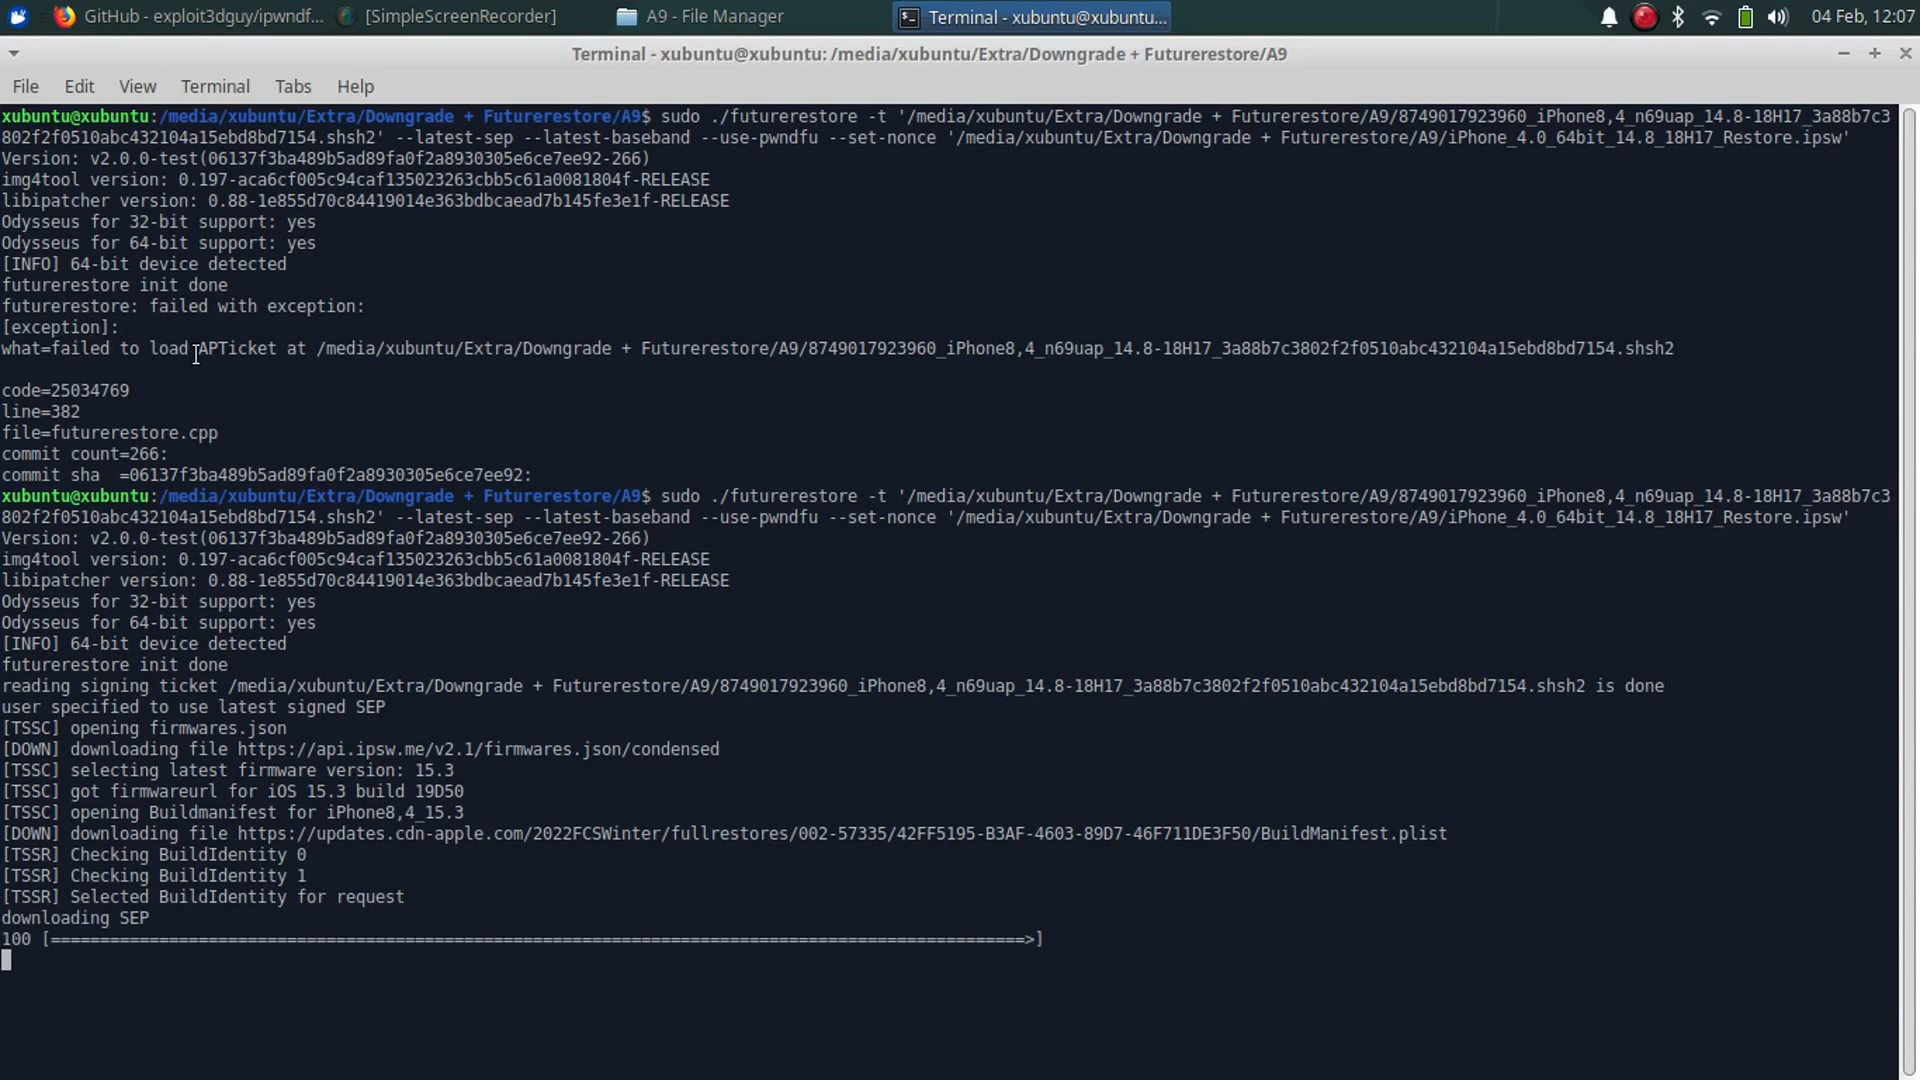 GitHub - exploit3dguy/ipwndf...
[SimpleScreenRecorder]
A9 - File Manager
Terminal - xubuntu@xubuntu...
04 Feb, 12:07
Terminal - xubuntu@xubuntu: /media/xubuntu/Extra/Downgrade + Futurerestore/A9
File Edit View Terminal Tabs Help
xubuntu@xubuntu:/media/xubuntu/Extra/Downgrade + Futurerestore/A9$ sudo ./futurerestore -t '/media/xubuntu/Extra/Downgrade + Futurerestore/A9/8749017923960_iPhone8,4_n69uap_14.8-18H17_3a88b7c3
802f2f0510abc432104a15ebd8bd7154.shsh2' --latest-sep --latest-baseband --use-pwndfu --set-nonce '/media/xubuntu/Extra/Downgrade + Futurerestore/A9/iPhone_4.0_64bit_14.8_18H17_Restore.ipsw'
Version: v2.0.0-test(06137f3ba489b5ad89fa0f2a8930305e6ce7ee92-266)
img4tool version: 0.197-aca6cf005c94caf135023263cbb5c61a0081804f-RELEASE
libipatcher version: 0.88-1e855d70c84419014e363bdbcaead7b145fe3e1f-RELEASE
Odysseus for 32-bit support: yes
Odysseus for 64-bit support: yes
[INFO] 64-bit device detected
futurerestore init done
futurerestore: failed with exception:
[exception]:
what=failed to load APTicket at /media/xubuntu/Extra/Downgrade + Futurerestore/A9/8749017923960_iPhone8,4_n69uap_14.8-18H17_3a88b7c3802f2f0510abc432104a15ebd8bd7154.shsh2
code=25034769
line=382
file=futurerestore.cpp
commit count=266:
commit sha  =06137f3ba489b5ad89fa0f2a8930305e6ce7ee92:
xubuntu@xubuntu:/media/xubuntu/Extra/Downgrade + Futurerestore/A9$ sudo ./futurerestore -t '/media/xubuntu/Extra/Downgrade + Futurerestore/A9/8749017923960_iPhone8,4_n69uap_14.8-18H17_3a88b7c3
802f2f0510abc432104a15ebd8bd7154.shsh2' --latest-sep --latest-baseband --use-pwndfu --set-nonce '/media/xubuntu/Extra/Downgrade + Futurerestore/A9/iPhone_4.0_64bit_14.8_18H17_Restore.ipsw'
Version: v2.0.0-test(06137f3ba489b5ad89fa0f2a8930305e6ce7ee92-266)
img4tool version: 0.197-aca6cf005c94caf135023263cbb5c61a0081804f-RELEASE
libipatcher version: 0.88-1e855d70c84419014e363bdbcaead7b145fe3e1f-RELEASE
Odysseus for 32-bit support: yes
Odysseus for 64-bit support: yes
[INFO] 64-bit device detected
futurerestore init done
reading signing ticket /media/xubuntu/Extra/Downgrade + Futurerestore/A9/8749017923960_iPhone8,4_n69uap_14.8-18H17_3a88b7c3802f2f0510abc432104a15ebd8bd7154.shsh2 is done
user specified to use latest signed SEP
[TSSC] opening firmwares.json
[DOWN] downloading file https://api.ipsw.me/v2.1/firmwares.json/condensed
[TSSC] selecting latest firmware version: 15.3
[TSSC] got firmwareurl for iOS 15.3 build 19D50
[TSSC] opening Buildmanifest for iPhone8,4_15.3
[DOWN] downloading file https://updates.cdn-apple.com/2022FCSWinter/fullrestores/002-57335/42FF5195-B3AF-4603-89D7-46F711DE3F50/BuildManifest.plist
[TSSR] Checking BuildIdentity 0
[TSSR] Checking BuildIdentity 1
[TSSR] Selected BuildIdentity for request
downloading SEP
100 [===================================================================================================>]